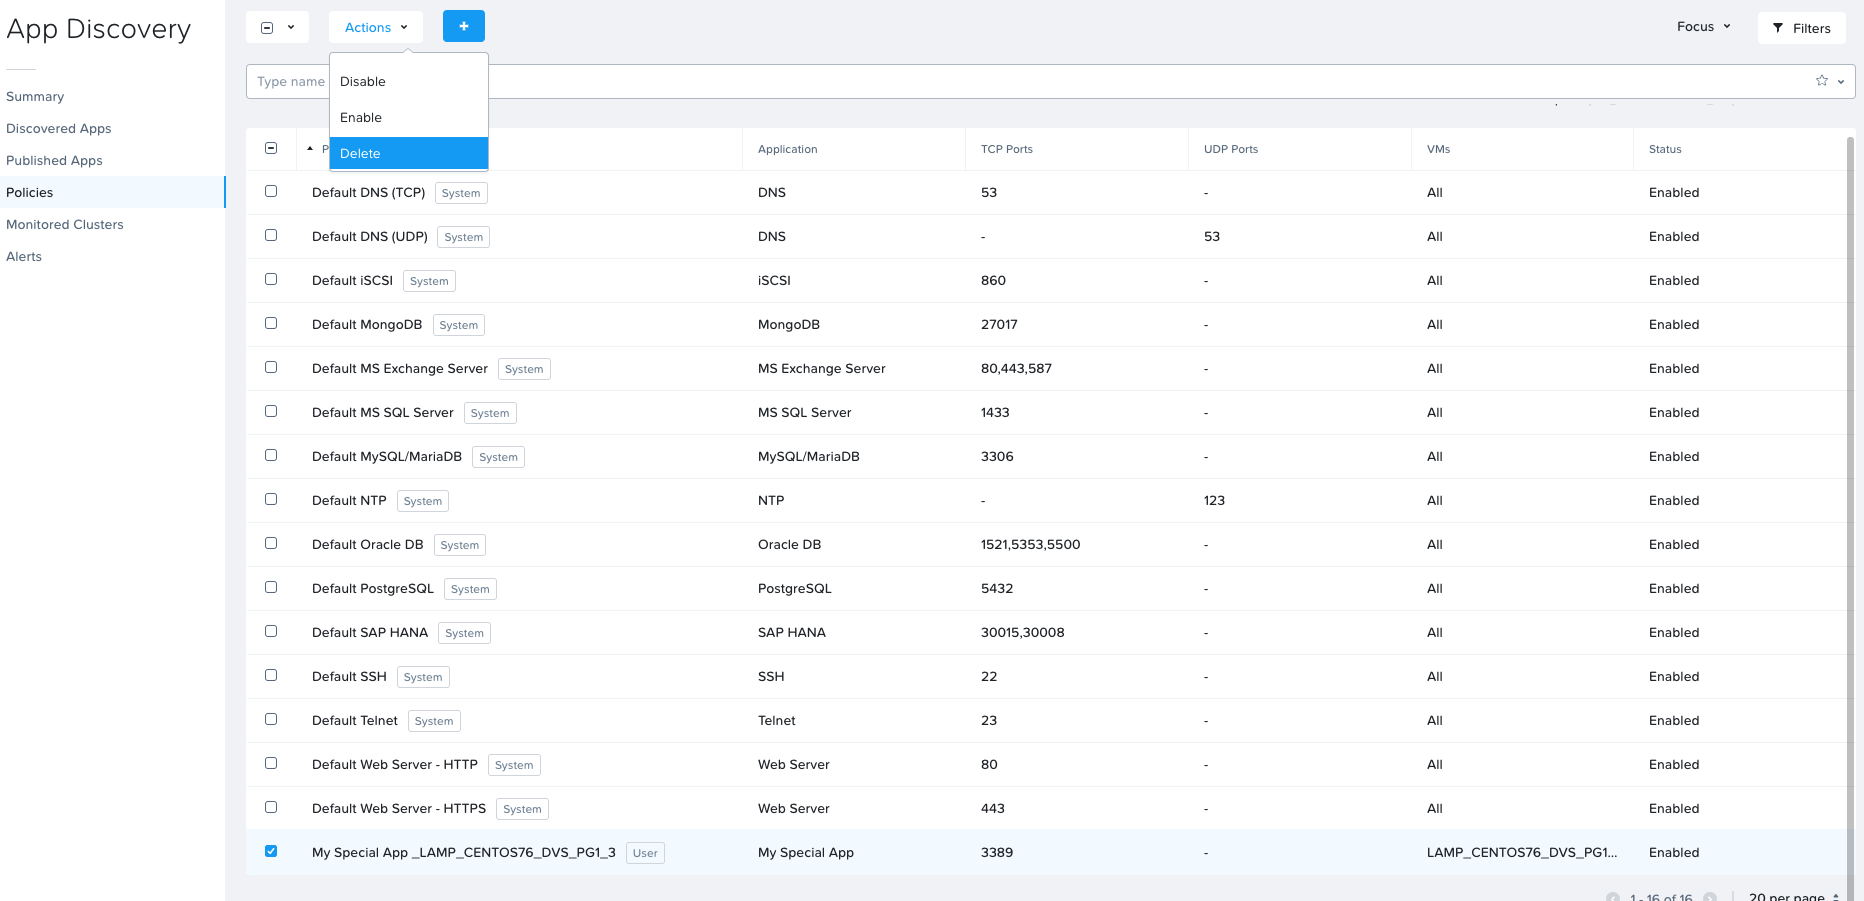 App Discovery
Summary
Discovered Apps
Published Apps
Policies
Monitored Clusters
Alerts
Actions
+
Focus
Filters
Type name
Disable
Enable
Delete
P Application TCP Ports UDP Ports VMs Status
Default DNS (TCP) System DNS 53 - All Enabled
Default DNS (UDP) System DNS - 53 All Enabled
Default iSCSI System iSCSI 860 - All Enabled
Default MongoDB System MongoDB 27017 - All Enabled
Default MS Exchange Server System MS Exchange Server 80,443,587 - All Enabled
Default MS SQL Server System MS SQL Server 1433 - All Enabled
Default MySQL/MariaDB System MySQL/MariaDB 3306 - All Enabled
Default NTP System NTP - 123 All Enabled
Default Oracle DB System Oracle DB 1521,5353,5500 - All Enabled
Default PostgreSQL System PostgreSQL 5432 - All Enabled
Default SAP HANA System SAP HANA 30015,30008 - All Enabled
Default SSH System SSH 22 - All Enabled
Default Telnet System Telnet 23 - All Enabled
Default Web Server - HTTP System Web Server 80 - All Enabled
Default Web Server - HTTPS System Web Server 443 - All Enabled
My Special App _LAMP_CENTOS76_DVS_PG1_3 User My Special App 3389 - LAMP_CENTOS76_DVS_PG1... Enabled
1 - 16 of 16 20 per page